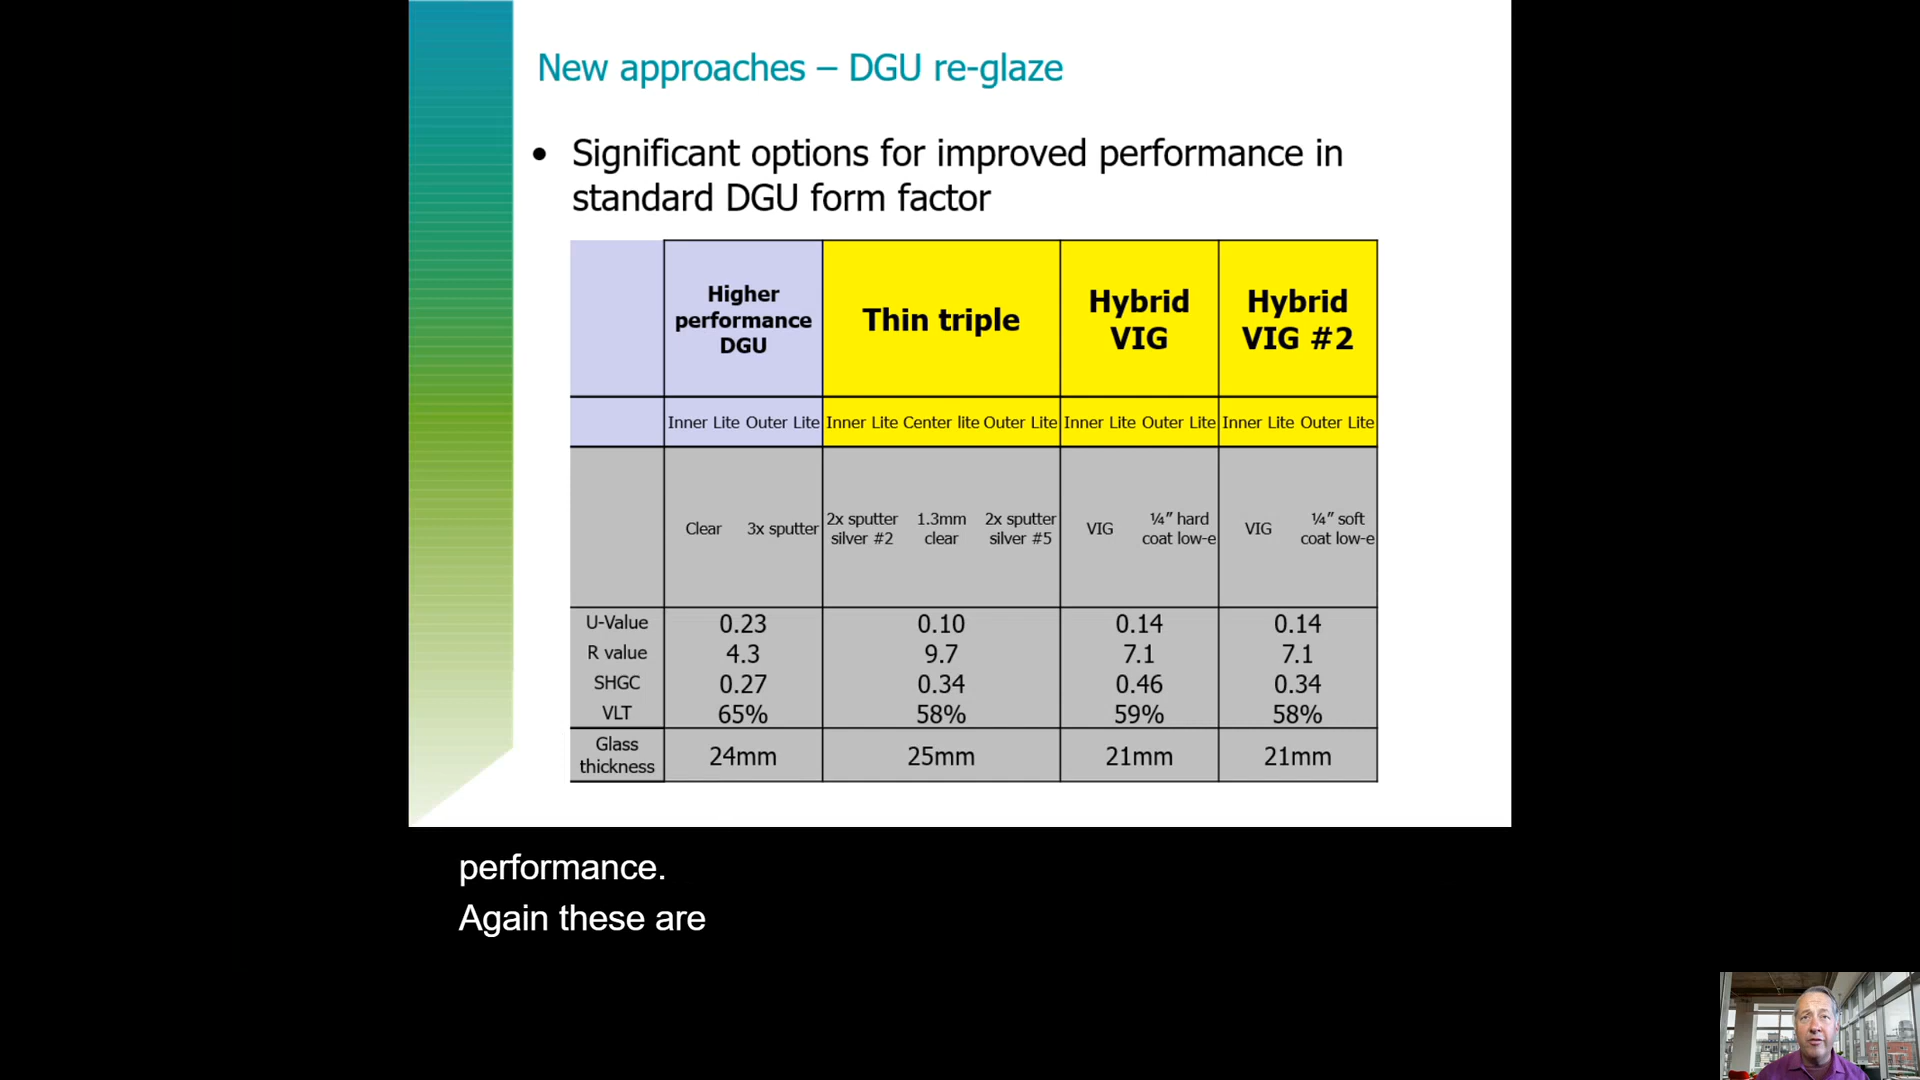 New approaches – DGU re-glaze
• Significant options for improved performance in
standard DGU form factor
Higher
performance
DGU
Thin triple
Hybrid
VIG
Hybrid
VIG #2
Inner Lite Outer Lite Inner Lite Center lite Outer Lite Inner Lite Outer Lite Inner Lite Outer Lite
Clear 3x sputter
2x sputter
silver #2
1.3mm
clear
2x sputter
silver #5
VIG
¼” hard
coat low-e
VIG
¼” soft
coat low-e
U-Value 0.23 0.10 0.14 0.14
R value 4.3 9.7 7.1 7.1
SHGC 0.27 0.34 0.46 0.34
VLT 65% 58% 59% 58%
Glass
thickness
24mm 25mm 21mm 21mm
performance.
Again these are